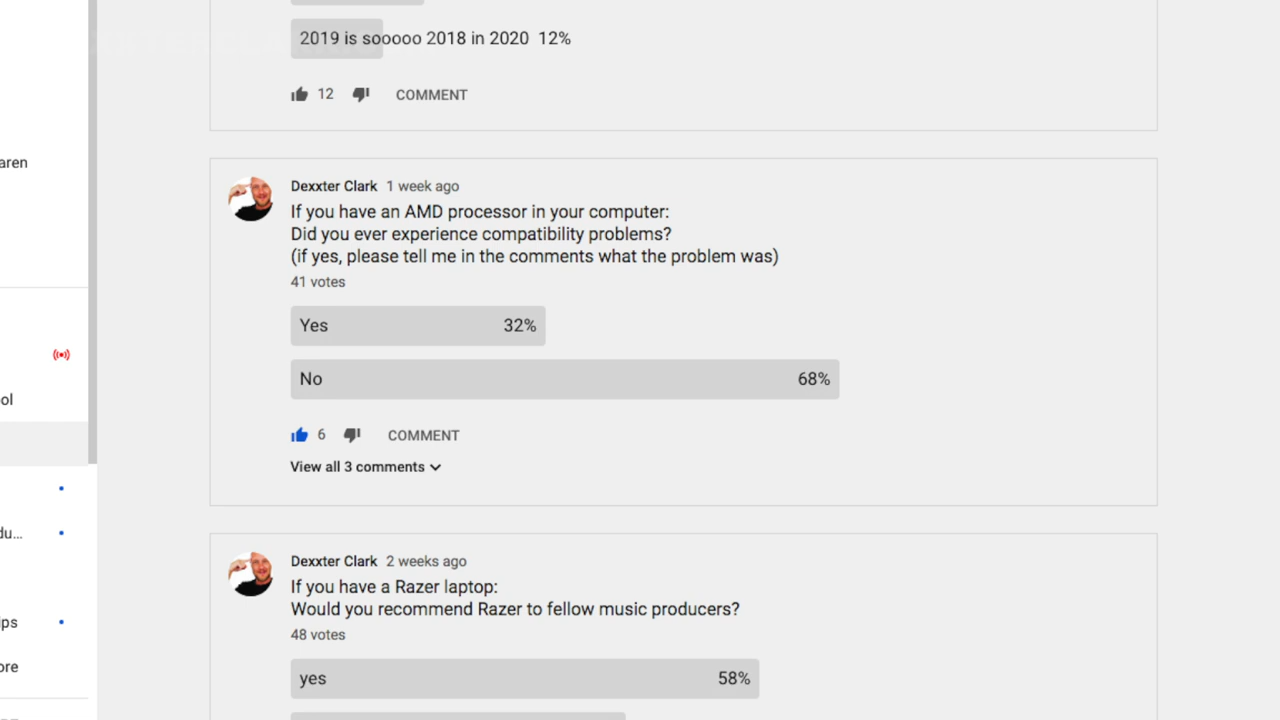 2019 is sooooo 2018 in 2020 12%
12 COMMENT
aren
Dexxter Clark 1 week ago
If you have an AMD processor in your computer:
Did you ever experience compatibility problems?
(if yes, please tell me in the comments what the problem was)
41 votes
Yes 32%
No 68%
ol
6 COMMENT
View all 3 comments
du...
Dexxter Clark 2 weeks ago
If you have a Razer laptop:
Would you recommend Razer to fellow music producers?
48 votes
ips
ore
yes 58%